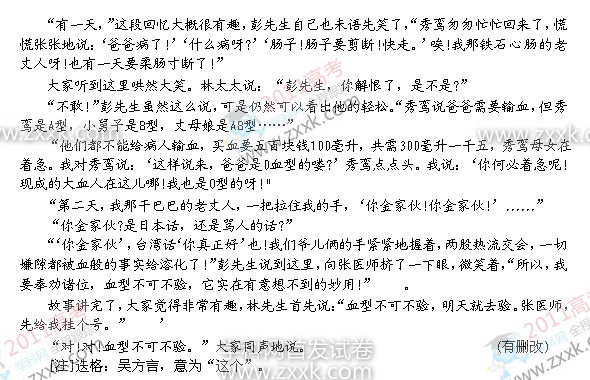 “有一天，”这段回忆大概很有趣，彭先生自己也未语先笑了，“秀鸾匆匆忙忙回来了，慌
慌张张地说：‘爸爸病了！’‘什么病呀？’‘肠子！肠子要剪断！快走。’唉！我那铁石心肠的老
丈人呀！也有一天要柔肠寸断了！”
大家听到这里哄然大笑。林太太说：“彭先生，你解恨了，是不是？”
“不敢！”彭先生虽然这么说，可是仍然可以看出他的轻松。“秀鸾说爸爸需要输血，但秀
鸾是A型，小舅子是B型，丈母娘是AB型……”
“他们都不能给病人输血，买血要五百块钱100毫升，共需300毫升一千五，秀鸾母女在
着急。我对秀鸾说：‘这样说来，爸爸是O血型的喽？’秀鸾点点头。我说：‘你何必着急呢！
现成的大血人在这儿哪！我也是O型的呀！"
“第二天，我那干巴巴的老丈人，一把拉住我的手，‘你金家伙！你金家伙！’……”
“你金家伙？是日本话，还是骂人的话？”
“‘你金家伙’，台湾话‘你真正好’也！我们爷儿俩的手紧紧地握着，两股热流交会，一切
嫌隙都被血般的事实给溶化了！”彭先生说到这里，向张医师挤了一下眼，微笑着，“所以，我
要奉劝诸位，血型不可不验，它实在有意想不到的妙用！” 。
故事讲完了，大家觉得非常有趣，林先生首先说：“血型不可不验，明天就去验。张医师，
先给我挂个号。” ’
“对！对！血型不可不验。”大家同声地说。 (有删改)
[注]迭格：吴方言，意为“这个”。
www.zxxk.com